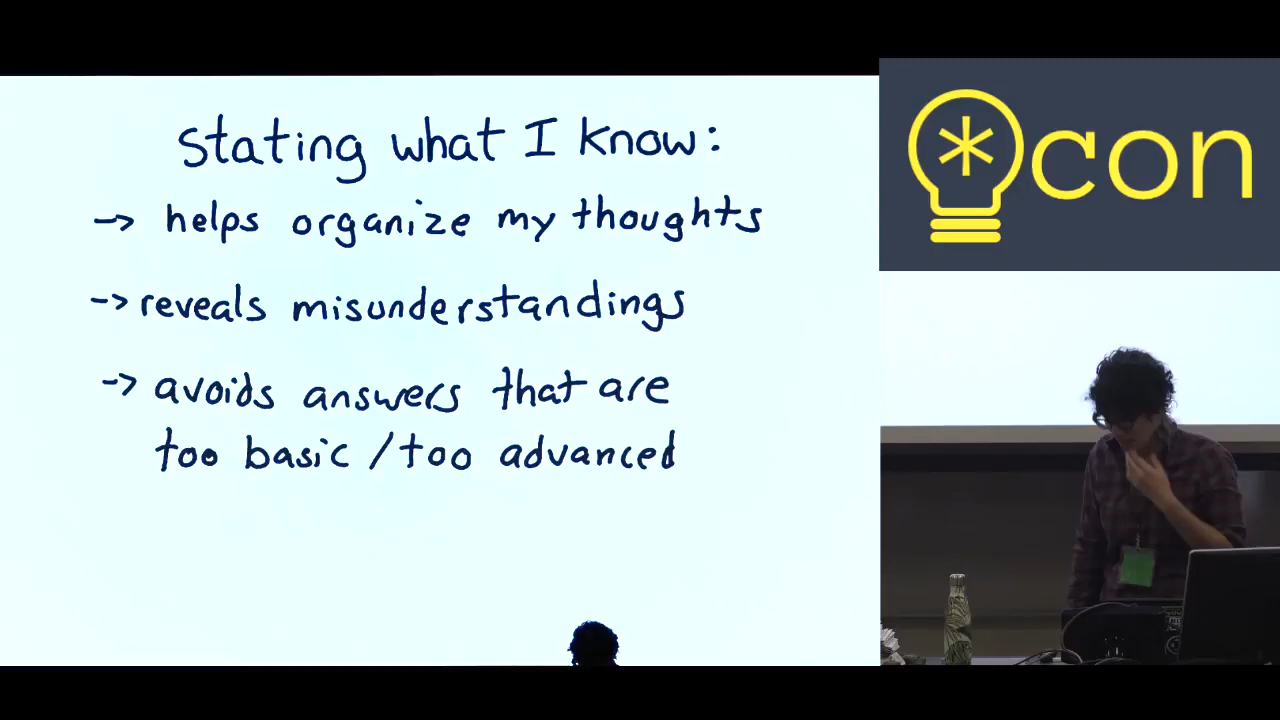 Stating what I know:
-> helps organize my thoughts
-> reveals misunderstandings
-> avoids answers that are
too basic / too advanced
*con